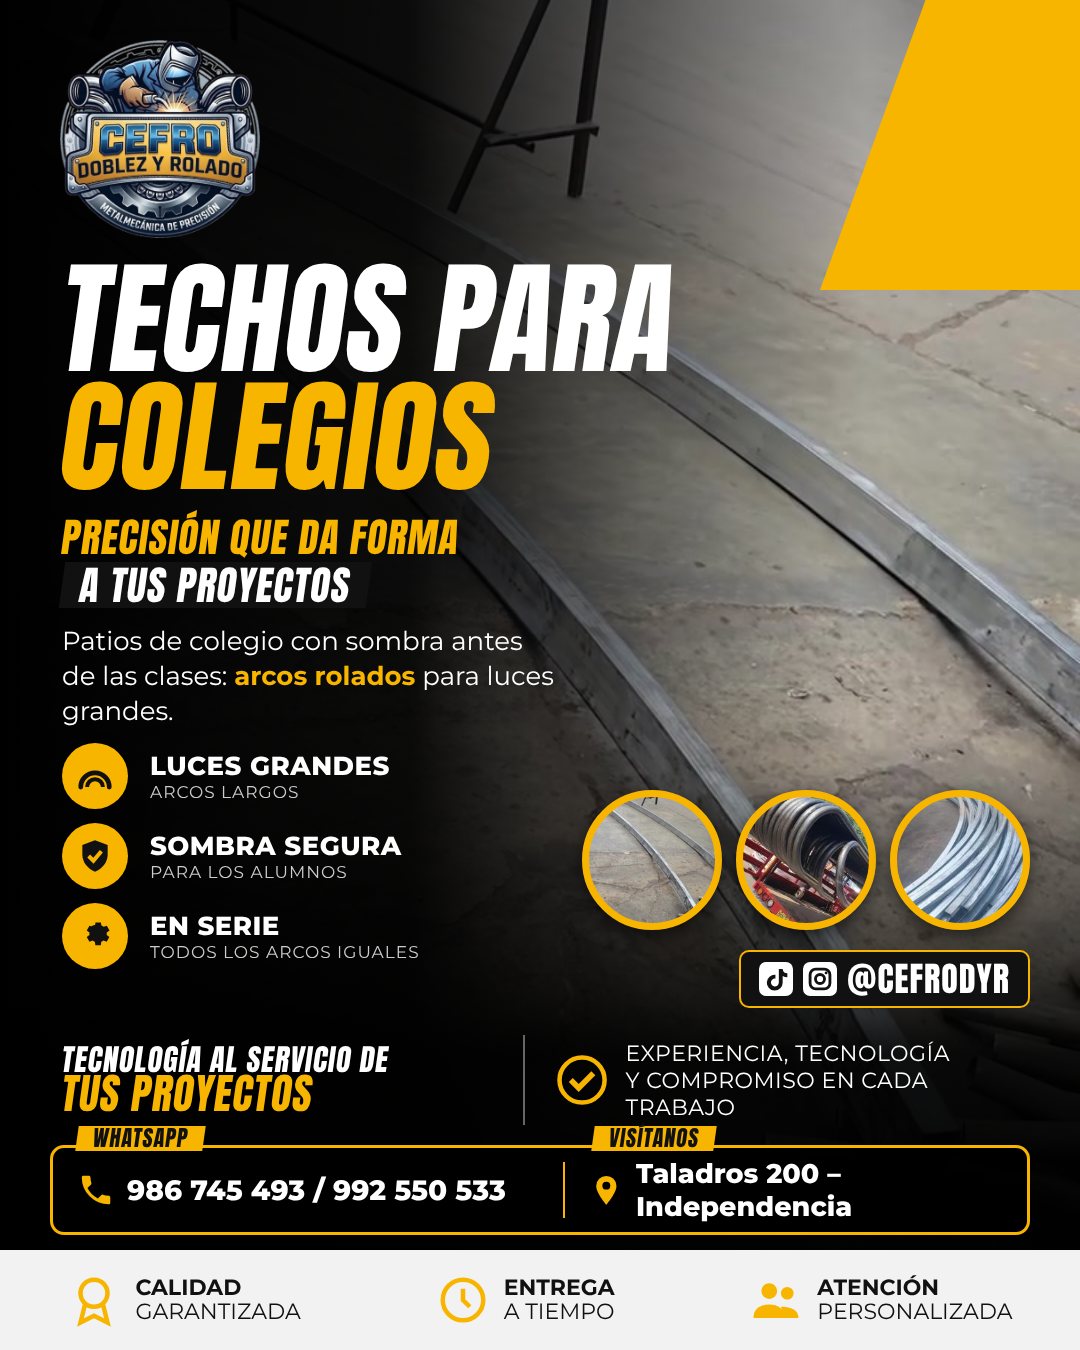 CEFRO
DOBLEZ Y ROLADO
METALMECÁNICA DE PRECISIÓN
TECHOS PARA
COLEGIOS
PRECISIÓN QUE DA FORMA
A TUS PROYECTOS
Patios de colegio con sombra antes
de las clases: arcos rolados para luces
grandes.
LUCES GRANDES
ARCOS LARGOS
SOMBRA SEGURA
PARA LOS ALUMNOS
EN SERIE
TODOS LOS ARCOS IGUALES
@CEFRODYR
TECNOLOGÍA AL SERVICIO DE
TUS PROYECTOS
EXPERIENCIA, TECNOLOGÍA
Y COMPROMISO EN CADA
TRABAJO
WHATSAPP
986 745 493 / 992 550 533
VISÍTANOS
Taladros 200 –
Independencia
CALIDAD
GARANTIZADA
ENTREGA
A TIEMPO
ATENCIÓN
PERSONALIZADA